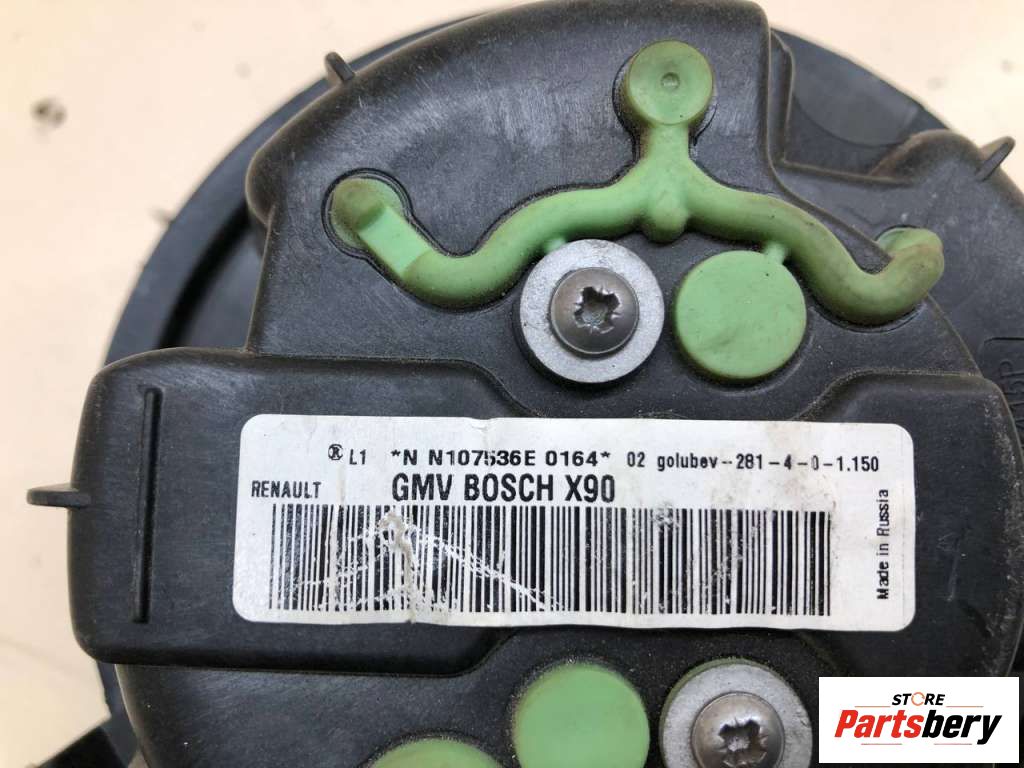 L1 *N N107536E 0164* 02 golubev-281-4-0-1.150
RENAULT GMV BOSCH X90
Made in Russia
STORE
Partsbery